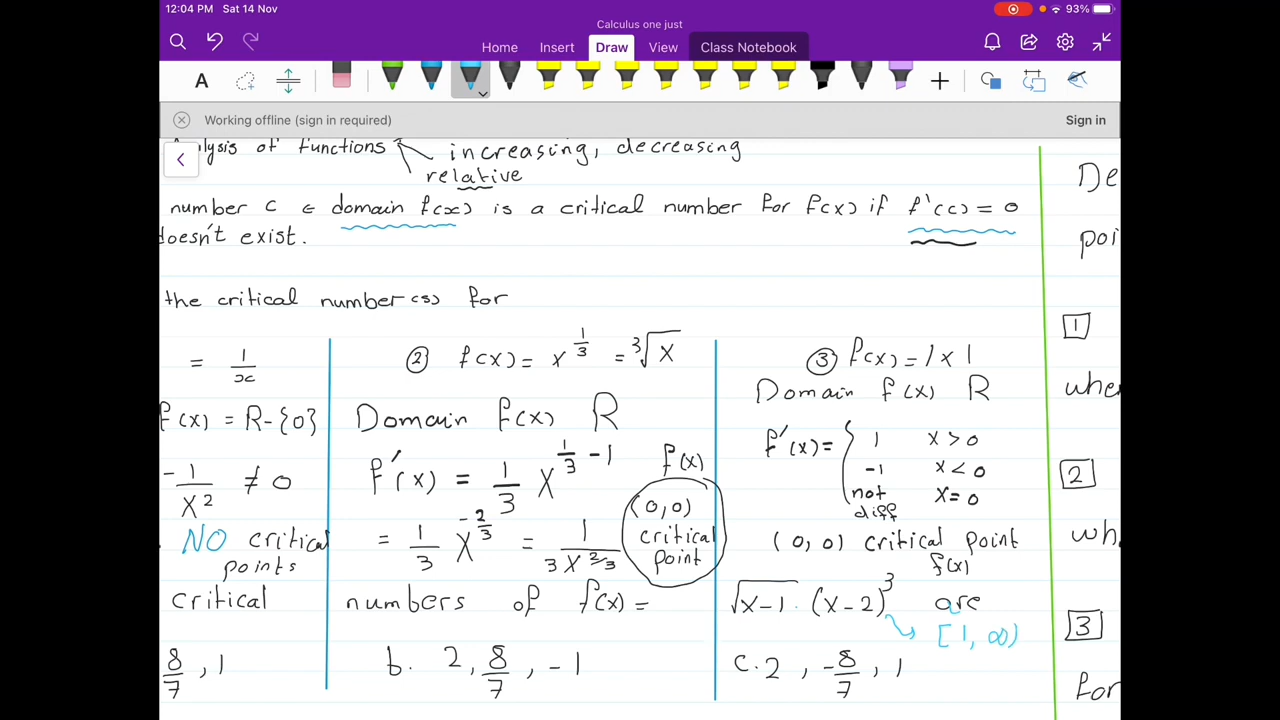 12:04 PM Sat 14 Nov
93%
Calculus one just
Home Insert Draw View Class Notebook
A
Working offline (sign in required) Sign in
alysis of functions increasing, decreasing
relative
number c ∈ domain f(x) is a critical number for f(x) if f'(c) = 0
doesn't exist.
the critical number(s) for
= 1/x
f(x) = R-{0}
-1/x² ≠ 0
NO critical
points
② f(x) = x^(1/3) = ∛x
Domain f(x) R
f'(x) = 1/3 x^(1/3 - 1)
= 1/3 x^(-2/3) = 1/(3x^(2/3))
f(x)
(0,0)
critical
point
③ f(x) = |x|
Domain f(x) R
f'(x) = { 1 x > 0
-1 x < 0
not diff x = 0
(0,0) critical point
f(x)
critical numbers of f(x) = √(x-1) . (x-2)³ are
[1, ∞)
8/7 , 1 b. 2, 8/7, -1 c. 2, -8/7, 1
De
poi
1
whe
2
wh
3
for